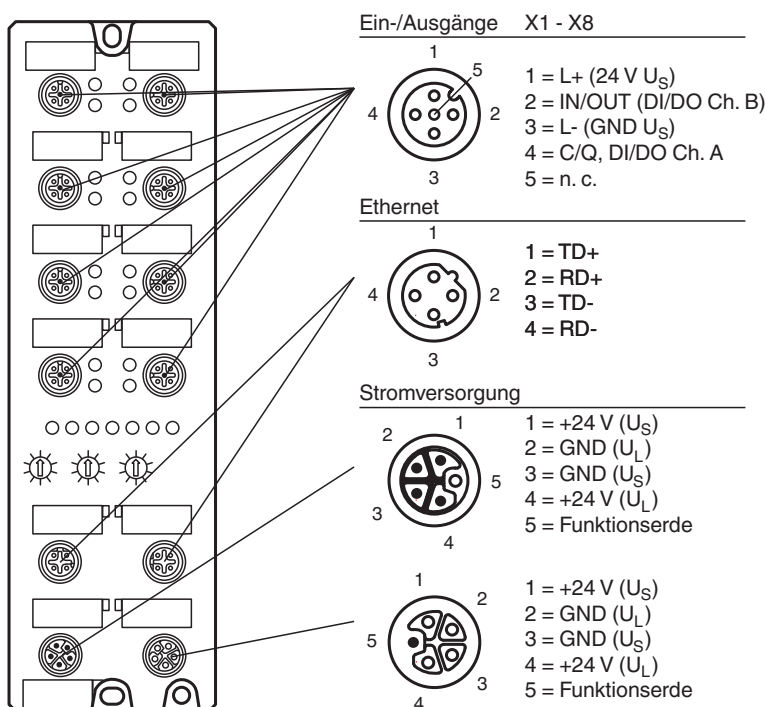 Ein-/Ausgänge X1 - X8
1
5
4
2
3
1 = L+ (24 V U_S)
2 = IN/OUT (DI/DO Ch. B)
3 = L- (GND U_S)
4 = C/Q, DI/DO Ch. A
5 = n. c.
Ethernet
1
4
2
3
1 = TD+
2 = RD+
3 = TD-
4 = RD-
Stromversorgung
2
1
5
3
4
1 = +24 V (U_S)
2 = GND (U_L)
3 = GND (U_S)
4 = +24 V (U_L)
5 = Funktionserde
1
2
5
3
4
1 = +24 V (U_S)
2 = GND (U_L)
3 = GND (U_S)
4 = +24 V (U_L)
5 = Funktionserde